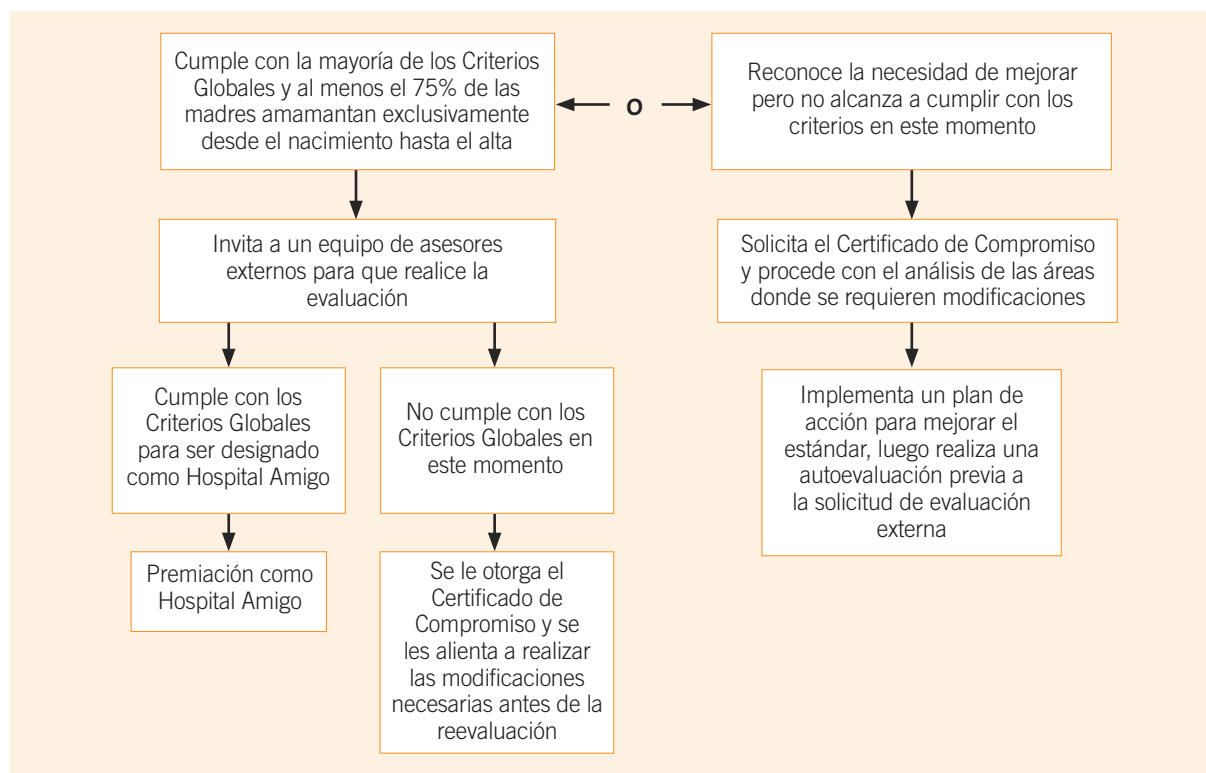 Cumple con la mayoría de los Criterios
Globales y al menos el 75% de las
madres amamantan exclusivamente
desde el nacimiento hasta el alta
O
Reconoce la necesidad de mejorar
pero no alcanza a cumplir con los
criterios en este momento
Invita a un equipo de asesores
externos para que realice la
evaluación
Solicita el Certificado de Compromiso
y procede con el análisis de las áreas
donde se requieren modificaciones
Cumple con los
Criterios Globales
para ser designado
como Hospital Amigo
No cumple con los
Criterios Globales en
este momento
Implementa un plan de
acción para mejorar el
estándar, luego realiza una
autoevaluación previa a
la solicitud de evaluación
externa
Premiación como
Hospital Amigo
Se le otorga el
Certificado de
Compromiso y se
les alienta a realizar
las modificaciones
necesarias antes de la
reevaluación